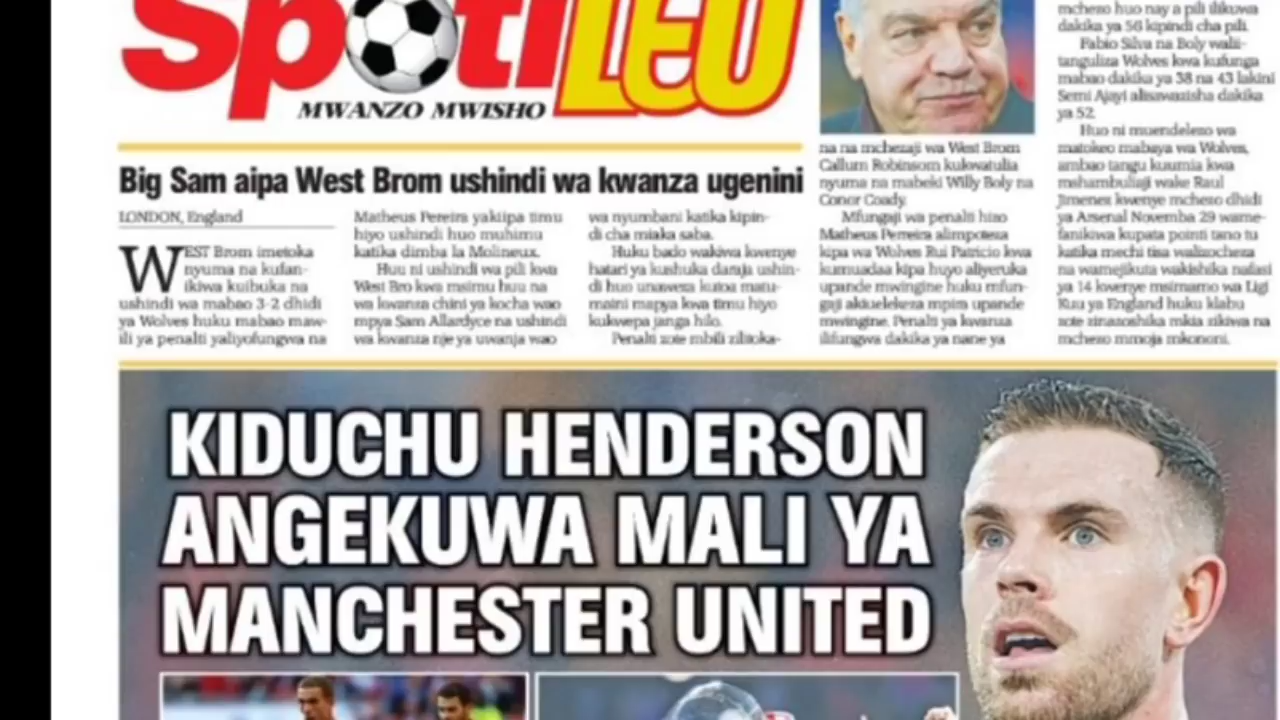 Spoti LEO
MWANZO MWISHO
Big Sam aipa West Brom ushindi wa kwanza ugenini
LONDON, England
WEST Brom imetoka
nyuma na kufan-
ikiwa kuibuka na
ushindi wa mabao 3-2 dhidi
ya Wolves huku mabao maw-
ili ya penalti yaliyofungwa na
Matheus Pereira yakiipa timu
hiyo ushindi huo muhimu
katika dimba la Molineux.
Huu ni ushindi wa pili kwa
West Bro kwa msimu huu na
wa kwanza chini ya kocha wao
mpya Sam Allardyce na ushindi
wa kwanza nje ya uwanja wao
wa nyumbani katika kipin-
di cha miaka saba.
Huku bado wakiwa kwenye
hatari ya kushuka daraja ushin-
di huo unaweza kutoa matu-
maini mapya kwa timu hiyo
kukwepa janga hilo.
Penalti zote mbili zilitoka-
na na mchezaji wa West Brom
Callum Robinsom kukwatulia
nyuma na mabeki Willy Boly na
Conor Coady.
Mfungaji wa penalti hizo
Matheus Perreira alimpoteza
kipa wa Wolves Rui Patricio kwa
kumuadaa kipa huyo aliyeruka
upande mwingine huku mfun-
gaji akiuelekeza mpira upande
mwingine. Penalti ya kwanza
ilifungwa dakika ya nane ya
mchezo huo nay a pili ilikuwa
dakika ya 56 kipindi cha pili.
Fabio Silva na Boly walii-
tanguliza Wolves kwa kufunga
mabao dakika ya 38 na 43 lakini
Semi Ajayi alisawazisha dakika
ya 52.
Huo ni muendelezo wa
matokeo mabaya wa Wolves,
ambao tangu kuumia kwa
mshambuliaji wake Raul
Jimenes kwenye mchezo dhidi
ya Arsenal Novemba 29 wame-
fanikiwa kupata pointi tano tu
katika mechi tisa walizocheza
na wamejikuta wakishika nafasi
ya 14 kwenye msimamo wa Ligi
Kuu ya England huku klabu
zote zinazoshika mkia zikiwa na
mchezo mmoja mkononi.
KIDUCHU HENDERSON
ANGEKUWA MALI YA
MANCHESTER UNITED